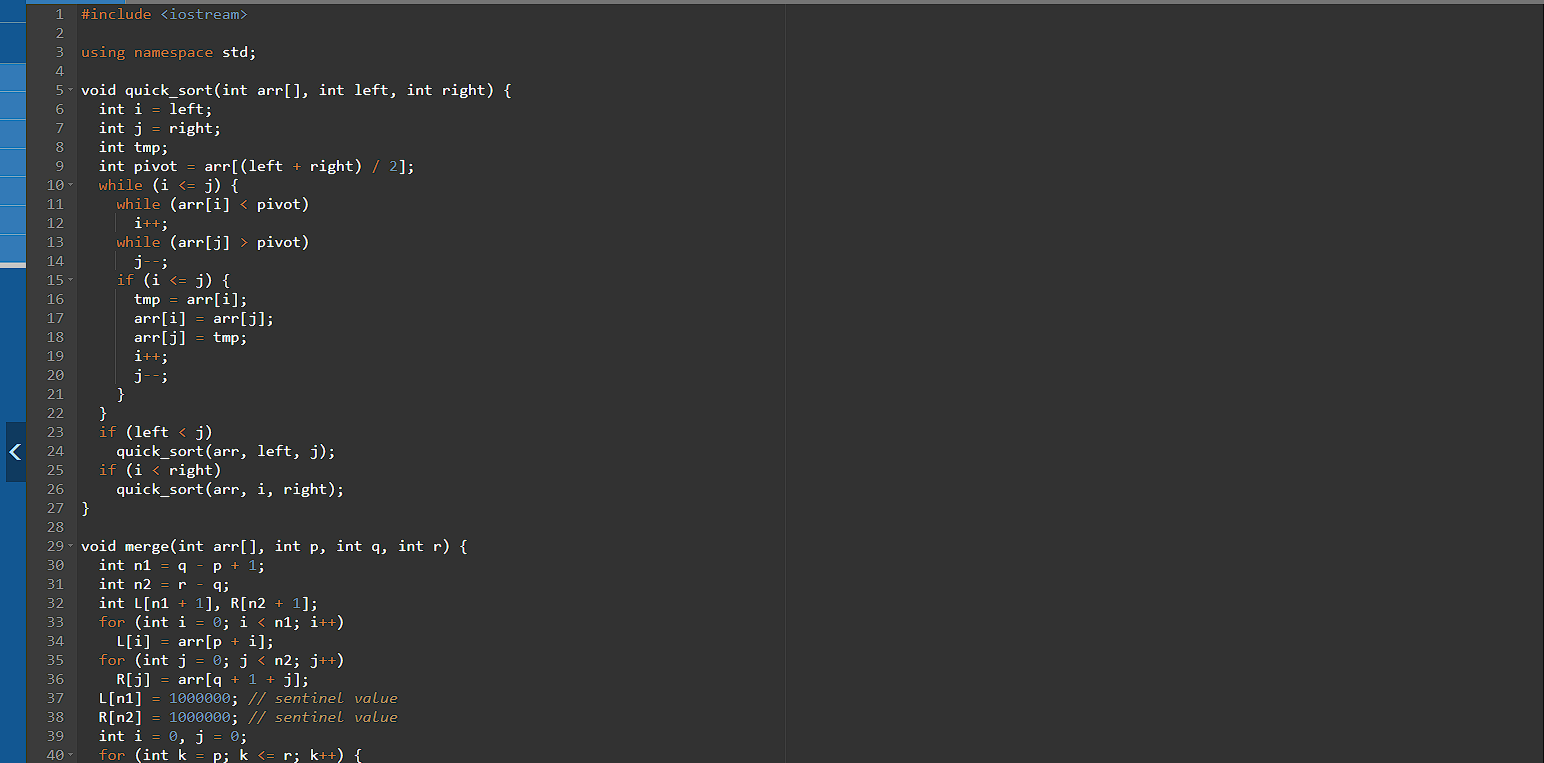 1 #include <iostream>
2
3 using namespace std;
4
5 void quick_sort(int arr[], int left, int right) {
6   int i = left;
7   int j = right;
8   int tmp;
9   int pivot = arr[(left + right) / 2];
10   while (i <= j) {
11     while (arr[i] < pivot)
12       i++;
13     while (arr[j] > pivot)
14       j--;
15     if (i <= j) {
16       tmp = arr[i];
17       arr[i] = arr[j];
18       arr[j] = tmp;
19       i++;
20       j--;
21     }
22   }
23   if (left < j)
24     quick_sort(arr, left, j);
25   if (i < right)
26     quick_sort(arr, i, right);
27 }
28
29 void merge(int arr[], int p, int q, int r) {
30   int n1 = q - p + 1;
31   int n2 = r - q;
32   int L[n1 + 1], R[n2 + 1];
33   for (int i = 0; i < n1; i++)
34     L[i] = arr[p + i];
35   for (int j = 0; j < n2; j++)
36     R[j] = arr[q + 1 + j];
37   L[n1] = 1000000; // sentinel value
38   R[n2] = 1000000; // sentinel value
39   int i = 0, j = 0;
40   for (int k = p; k <= r; k++) {